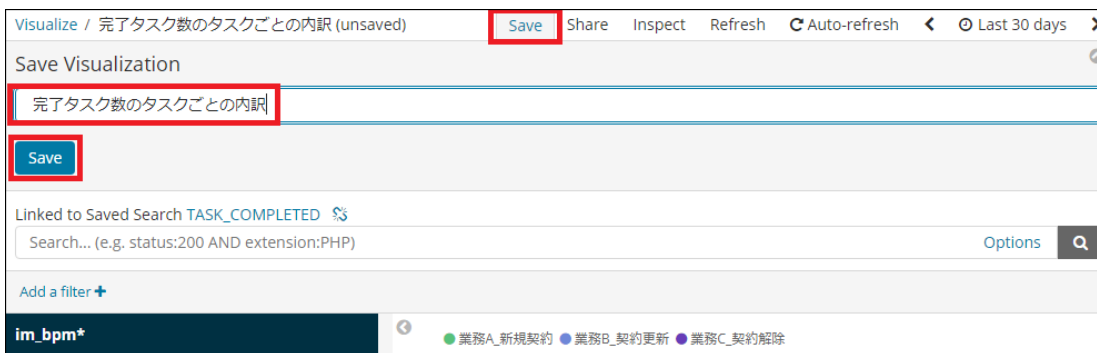 Visualize / 完了タスク数のタスクごとの内訳 (unsaved) Save Share Inspect Refresh Auto-refresh Last 30 days
Save Visualization
完了タスク数のタスクごとの内訳
Save
Linked to Saved Search TASK_COMPLETED
Search... (e.g. status:200 AND extension:PHP) Options
Add a filter +
im_bpm* 業務A_新規契約 業務B_契約更新 業務C_契約解除